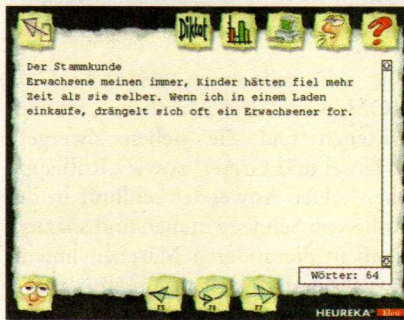 Diktat
Der Stammkunde
Erwachsene meinen immer, Kinder hätten fiel mehr
Zeit als sie selber. Wenn ich in einem Laden
einkaufe, drängelt sich oft ein Erwachsener for.
Wörter: 64
F5
F6
F7
HEUREKA® Klett